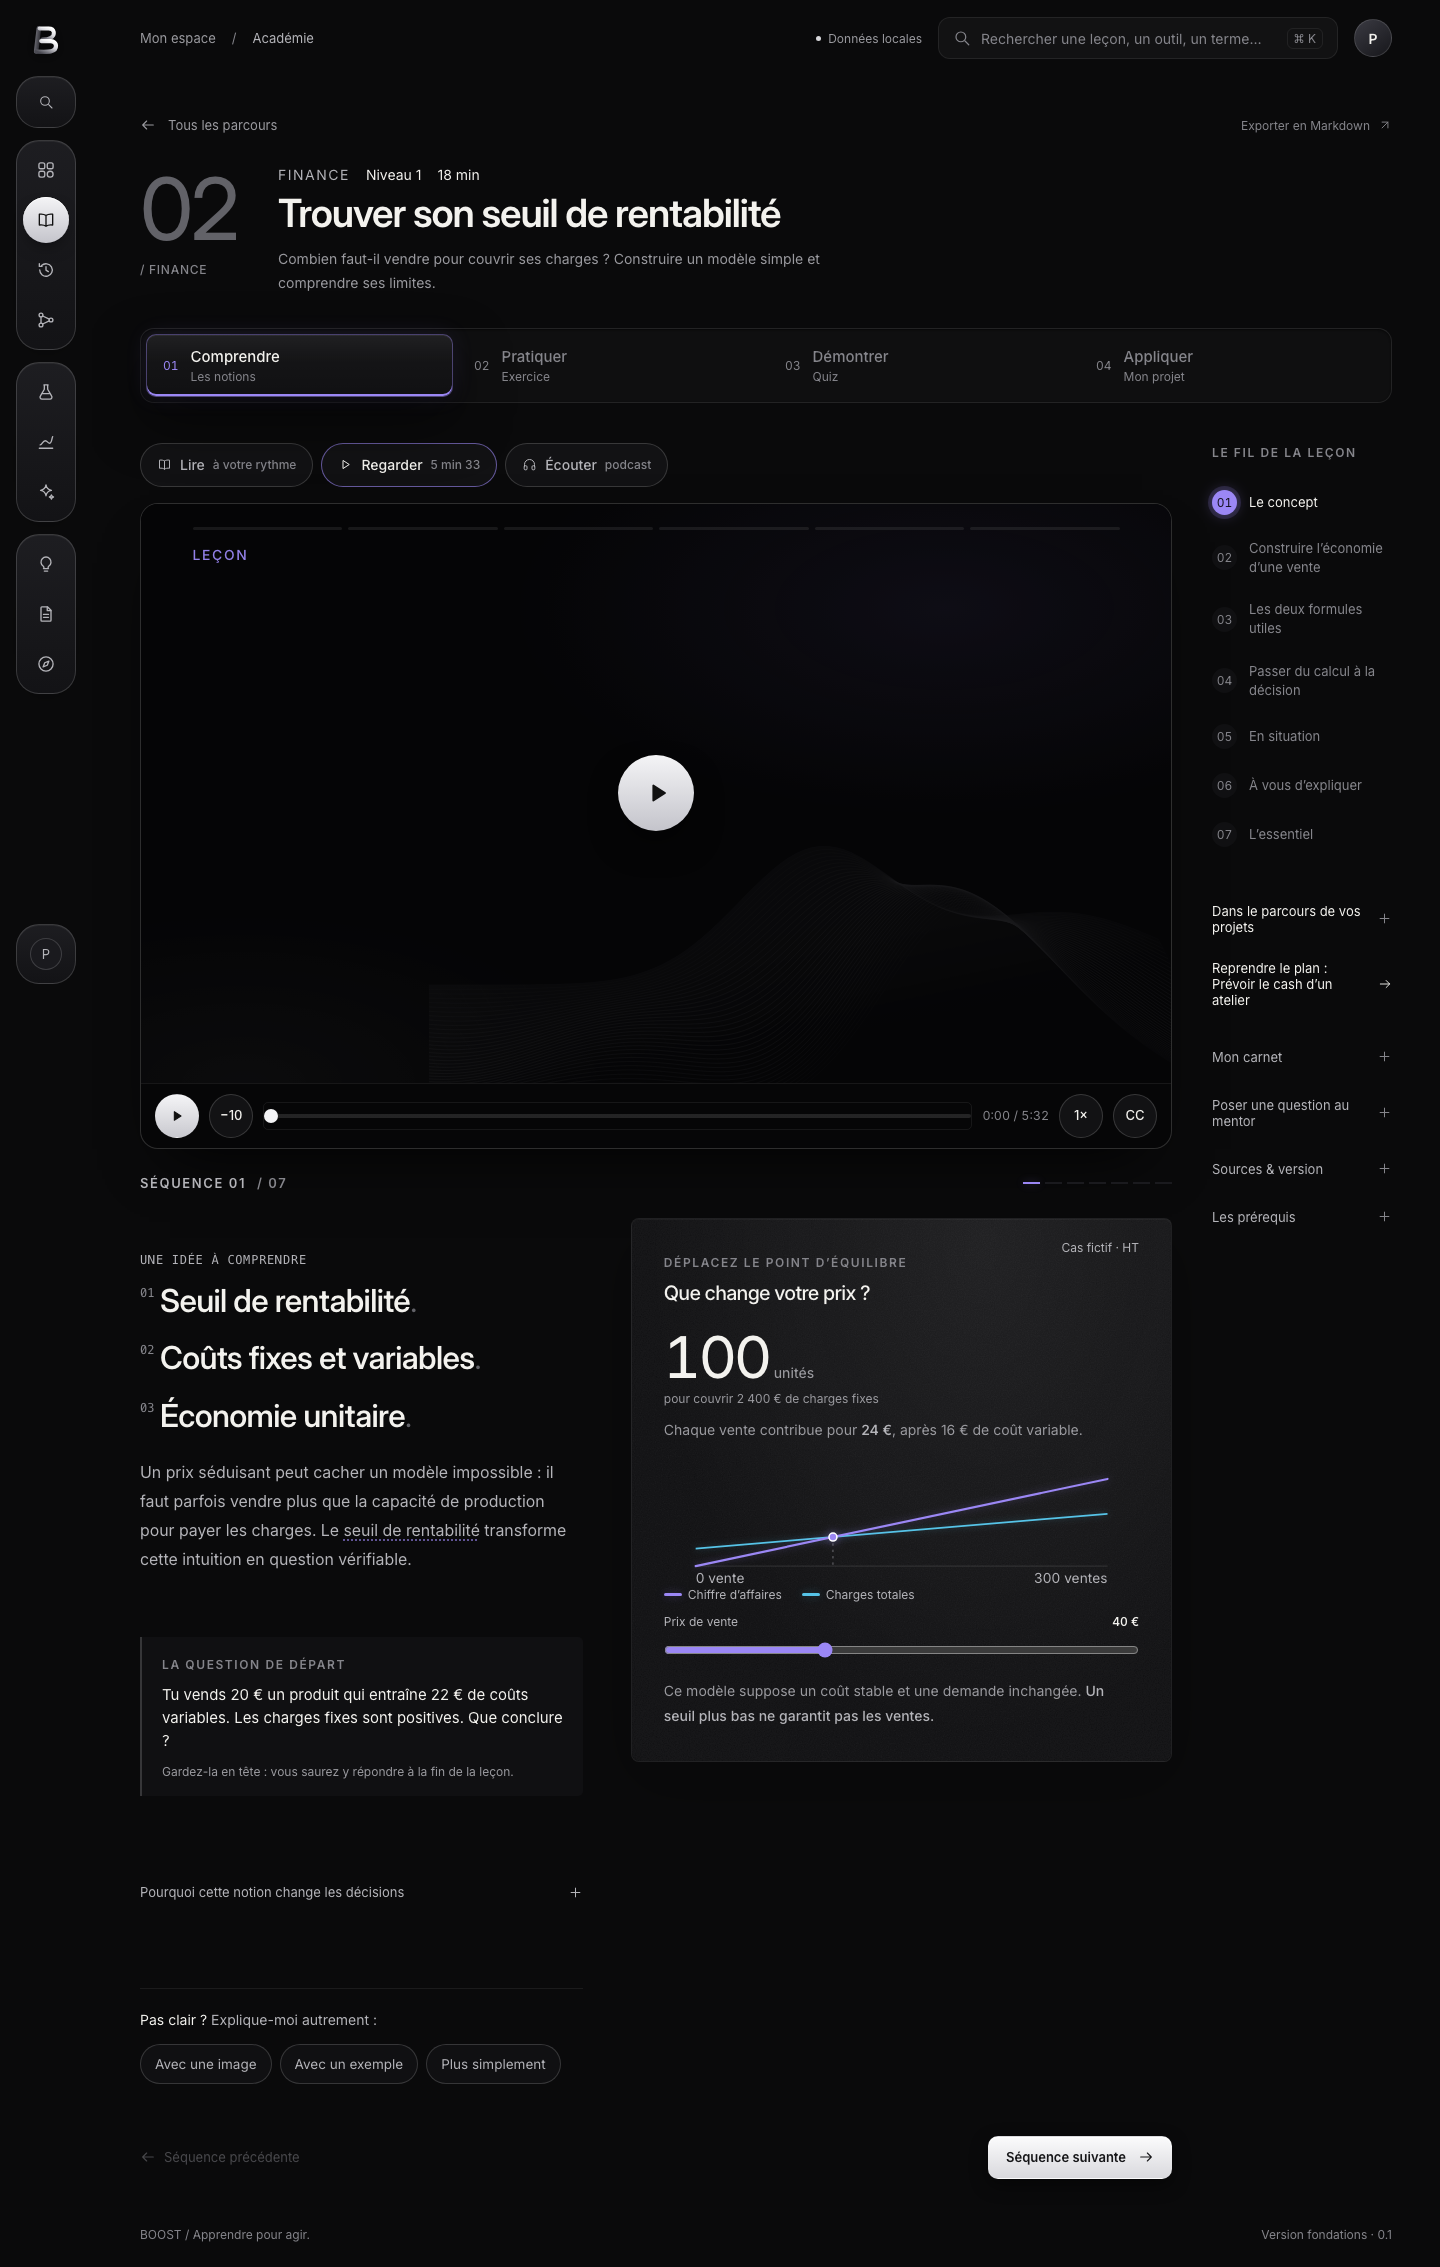 B
Mon espace / Académie
Données locales
Rechercher une leçon, un outil, un terme…
⌘ K
P
Tous les parcours
Exporter en Markdown
02
/ FINANCE
FINANCE Niveau 1 18 min
Trouver son seuil de rentabilité
Combien faut-il vendre pour couvrir ses charges ? Construire un modèle simple et
comprendre ses limites.
01 Comprendre
Les notions
02 Pratiquer
Exercice
03 Démontrer
Quiz
04 Appliquer
Mon projet
Lire à votre rythme
Regarder 5 min 33
Écouter podcast
LEÇON
−10
0:00 / 5:32
1×
CC
LE FIL DE LA LEÇON
01 Le concept
02 Construire l’économie
d’une vente
03 Les deux formules
utiles
04 Passer du calcul à la
décision
05 En situation
06 À vous d’expliquer
07 L’essentiel
Dans le parcours de vos
projets
Reprendre le plan :
Prévoir le cash d’un
atelier
Mon carnet
Poser une question au
mentor
Sources & version
Les prérequis
P
SÉQUENCE 01 / 07
UNE IDÉE À COMPRENDRE
01 Seuil de rentabilité.
02 Coûts fixes et variables.
03 Économie unitaire.
Un prix séduisant peut cacher un modèle impossible : il
faut parfois vendre plus que la capacité de production
pour payer les charges. Le seuil de rentabilité transforme
cette intuition en question vérifiable.
LA QUESTION DE DÉPART
Tu vends 20 € un produit qui entraîne 22 € de coûts
variables. Les charges fixes sont positives. Que conclure
?
Gardez-la en tête : vous saurez y répondre à la fin de la leçon.
Pourquoi cette notion change les décisions
Pas clair ? Explique-moi autrement :
Avec une image
Avec un exemple
Plus simplement
Cas fictif · HT
DÉPLACEZ LE POINT D’ÉQUILIBRE
Que change votre prix ?
100 unités
pour couvrir 2 400 € de charges fixes
Chaque vente contribue pour 24 €, après 16 € de coût variable.
0 vente
300 ventes
Chiffre d’affaires
Charges totales
Prix de vente
40 €
Ce modèle suppose un coût stable et une demande inchangée. Un
seuil plus bas ne garantit pas les ventes.
Séquence précédente
Séquence suivante
BOOST / Apprendre pour agir.
Version fondations · 0.1